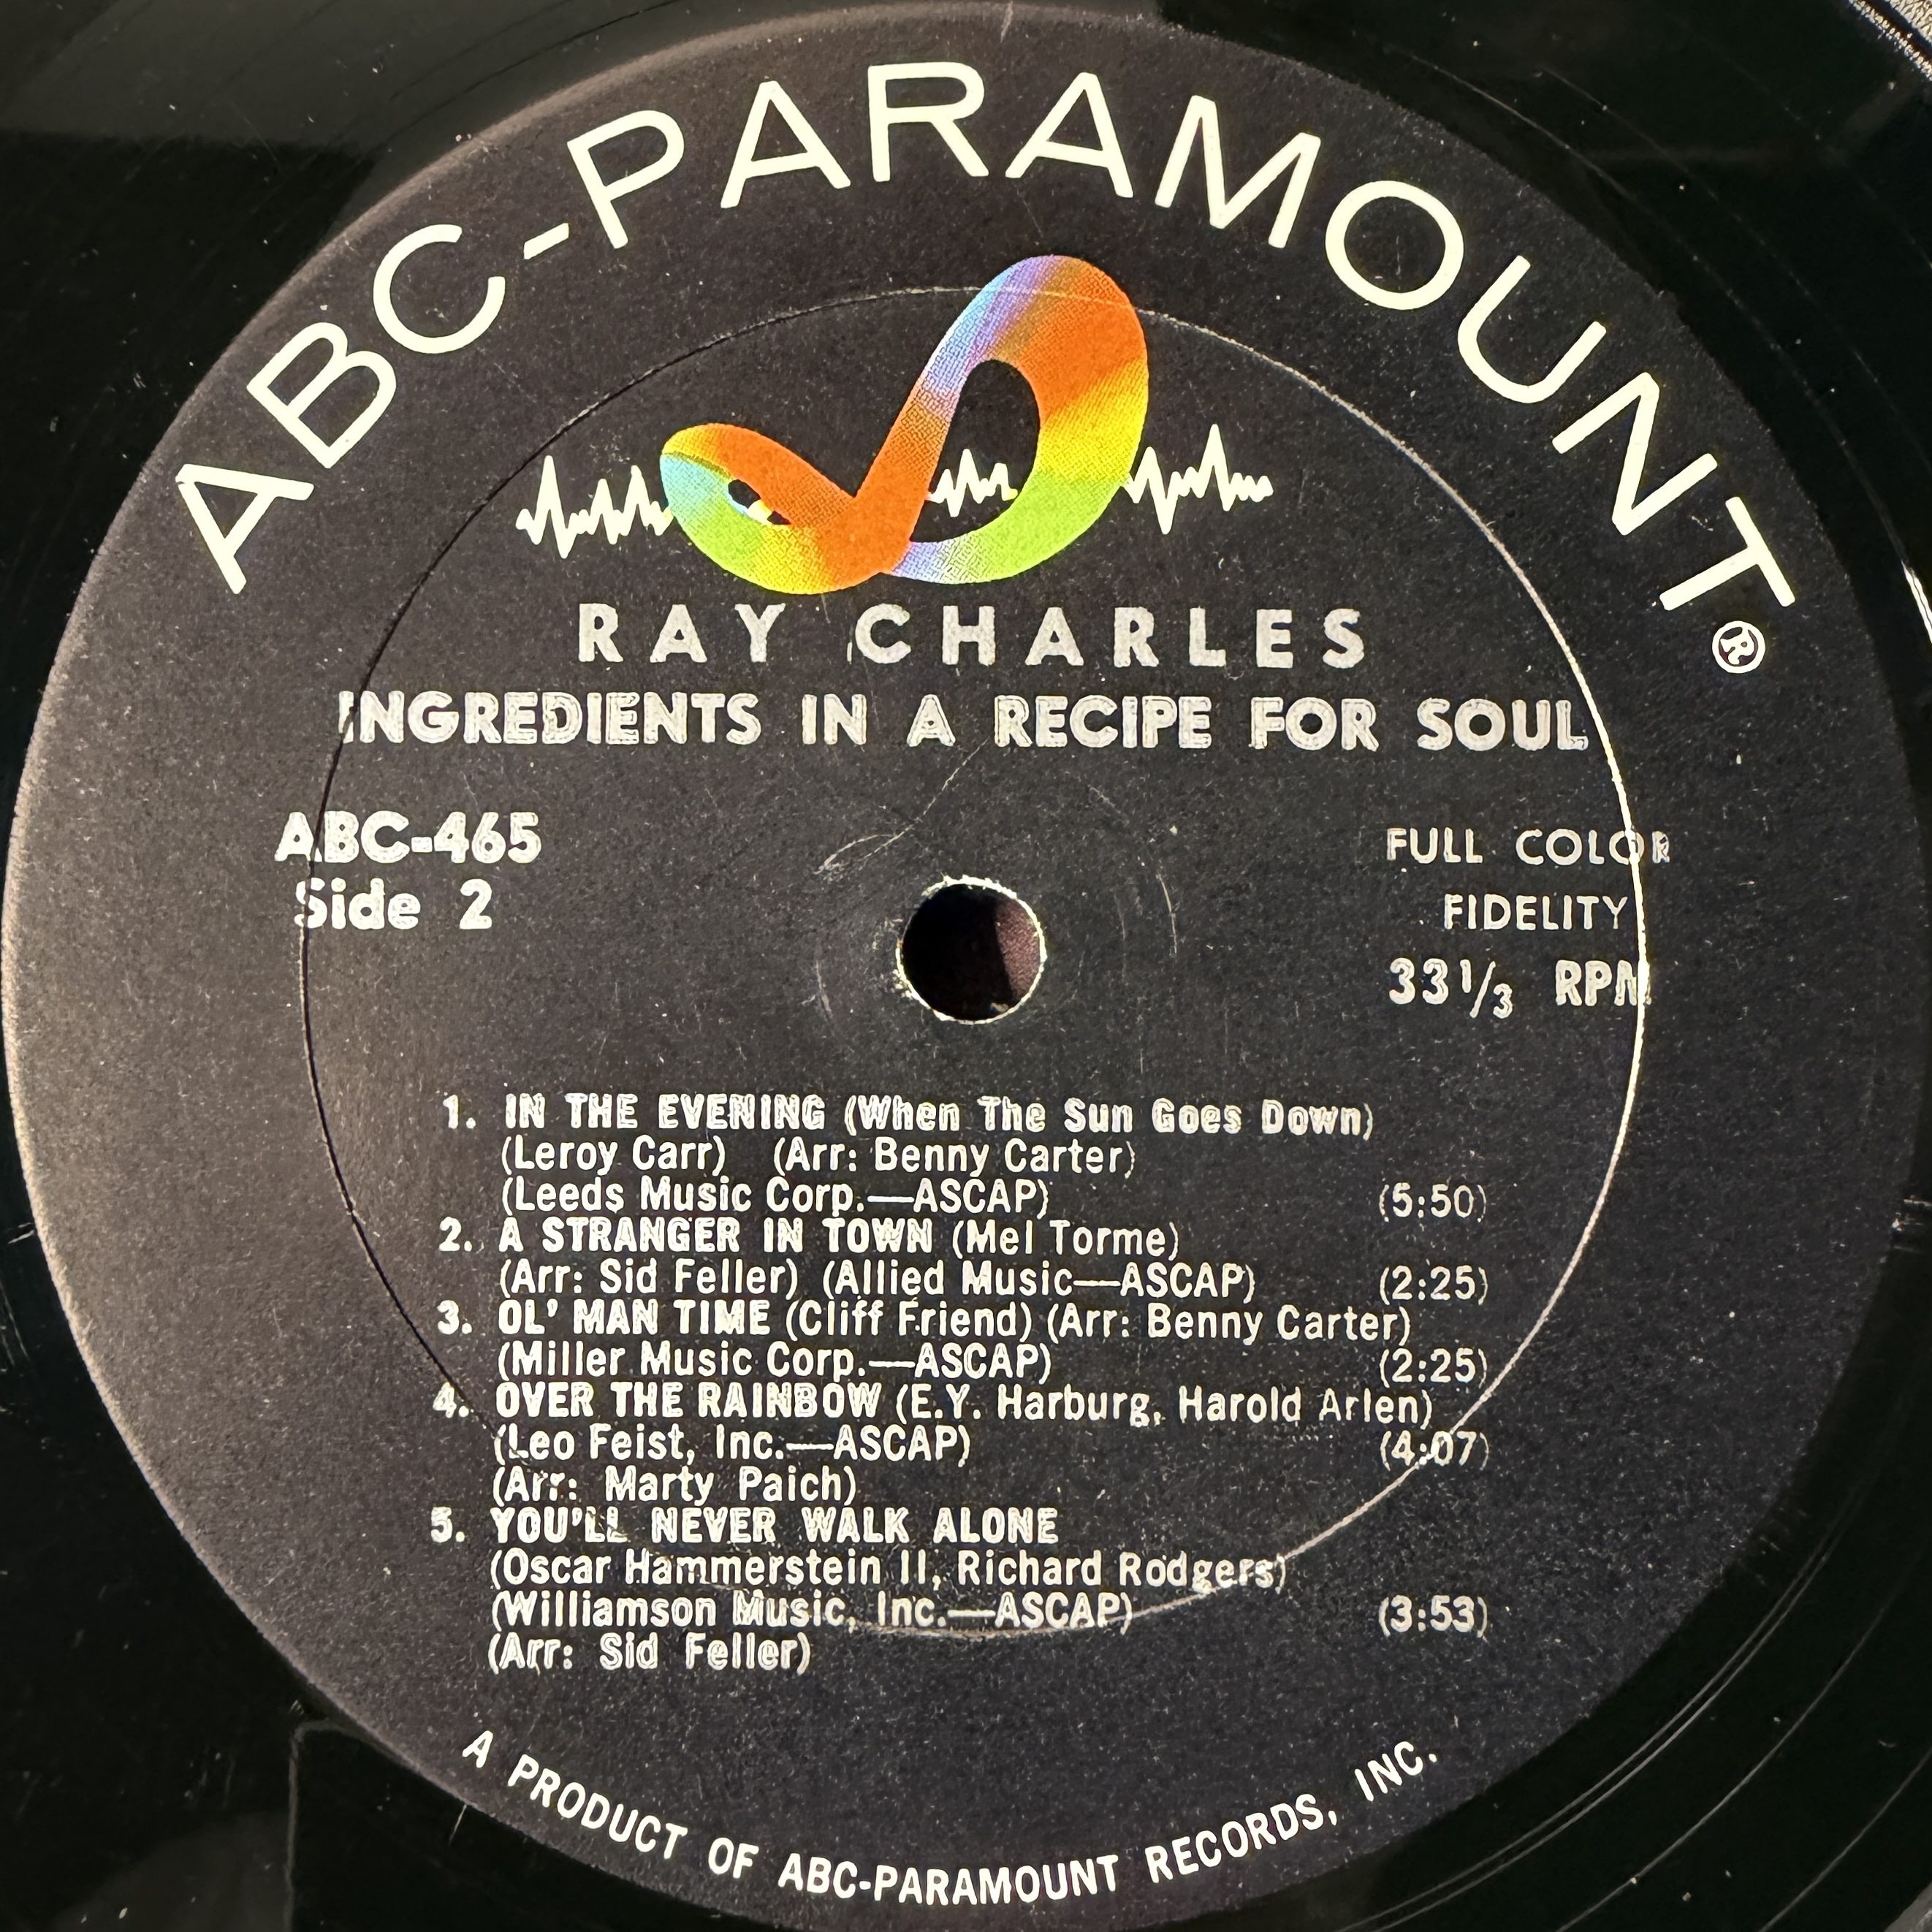 ABC-PARAMOUNT®
RAY CHARLES
INGREDIENTS IN A RECIPE FOR SOUL
ABC-465
Side 2
FULL COLOR
FIDELITY
33 1/3 RPM
1. IN THE EVENING (When The Sun Goes Down)
(Leroy Carr) (Arr: Benny Carter)
(Leeds Music Corp.—ASCAP) (5:50)
2. A STRANGER IN TOWN (Mel Torme)
(Arr: Sid Feller) (Allied Music—ASCAP) (2:25)
3. OL' MAN TIME (Cliff Friend) (Arr: Benny Carter)
(Miller Music Corp.—ASCAP) (2:25)
4. OVER THE RAINBOW (E.Y. Harburg, Harold Arlen)
(Leo Feist, Inc.—ASCAP) (4:07)
(Arr: Marty Paich)
5. YOU'LL NEVER WALK ALONE
(Oscar Hammerstein II, Richard Rodgers)
(Williamson Music, Inc.—ASCAP) (3:53)
(Arr: Sid Feller)
A PRODUCT OF ABC-PARAMOUNT RECORDS, INC.